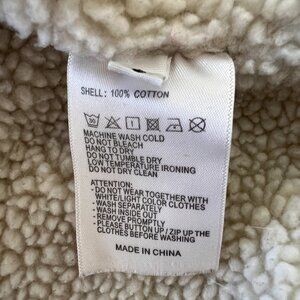 SHELL: 100% COTTON
30
MACHINE WASH COLD
DO NOT BLEACH
HANG TO DRY
DO NOT TUMBLE DRY
LOW TEMPERATURE IRONING
DO NOT DRY CLEAN
ATTENTION:
- DO NOT WEAR TOGETHER WITH
WHITE/LIGHT COLOR CLOTHES
- WASH SEPARATELY
- WASH INSIDE OUT
- REMOVE PROMPTLY
- PLEASE BUTTON UP / ZIP UP THE
CLOTHES BEFORE WASHING
MADE IN CHINA